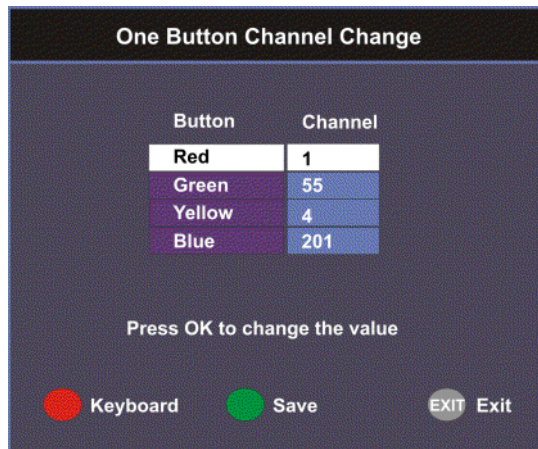 One Button Channel Change
Button Channel
Red 1
Green 55
Yellow 4
Blue 201
Press OK to change the value
Keyboard Save EXIT Exit